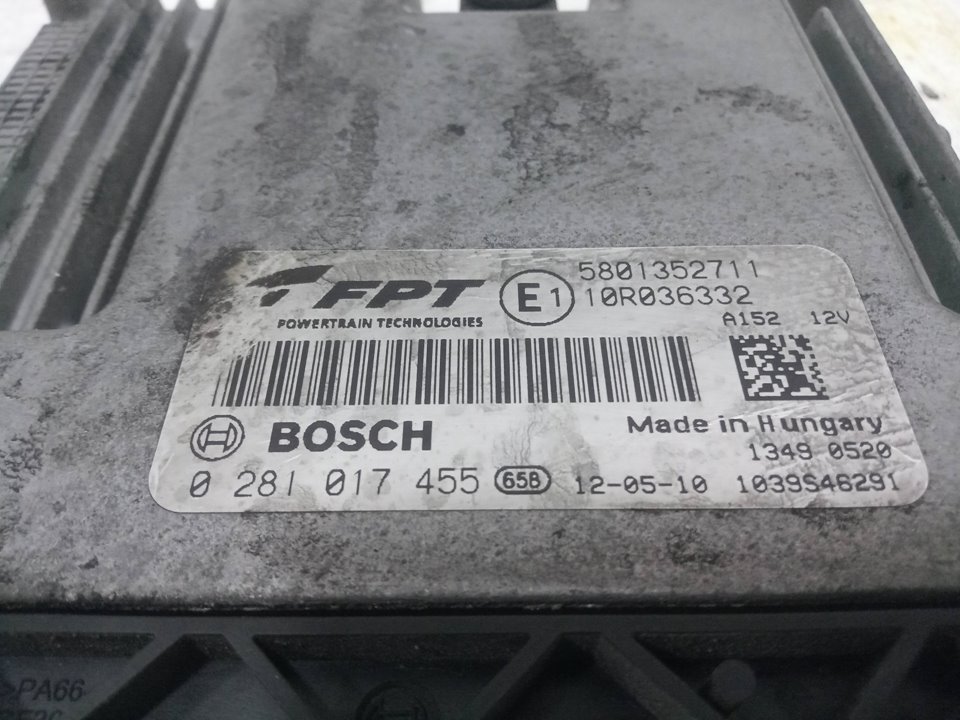 FPT
POWERTRAIN TECHNOLOGIES
E1
5801352711
10R036332
A152 12V
BOSCH
Made in Hungary
1349 0520
0 281 017 455 65B 12-05-10 1039S46291
>PA66